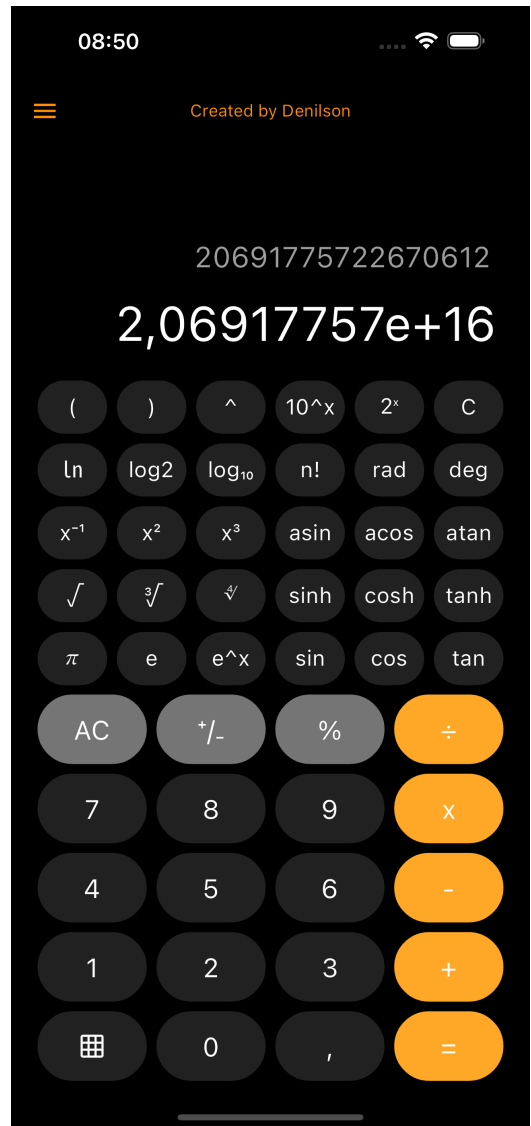 08:50
Created by Denilson
20691775722670612
2,06917757e+16
( ) ^ 10^x 2ˣ C
ln log2 log₁₀ n! rad deg
x⁻¹ x² x³ asin acos atan
√ ³√ ⁴√ sinh cosh tanh
π e e^x sin cos tan
AC ⁺/₋ % ÷
7 8 9 x
4 5 6 -
1 2 3 +
0 , =